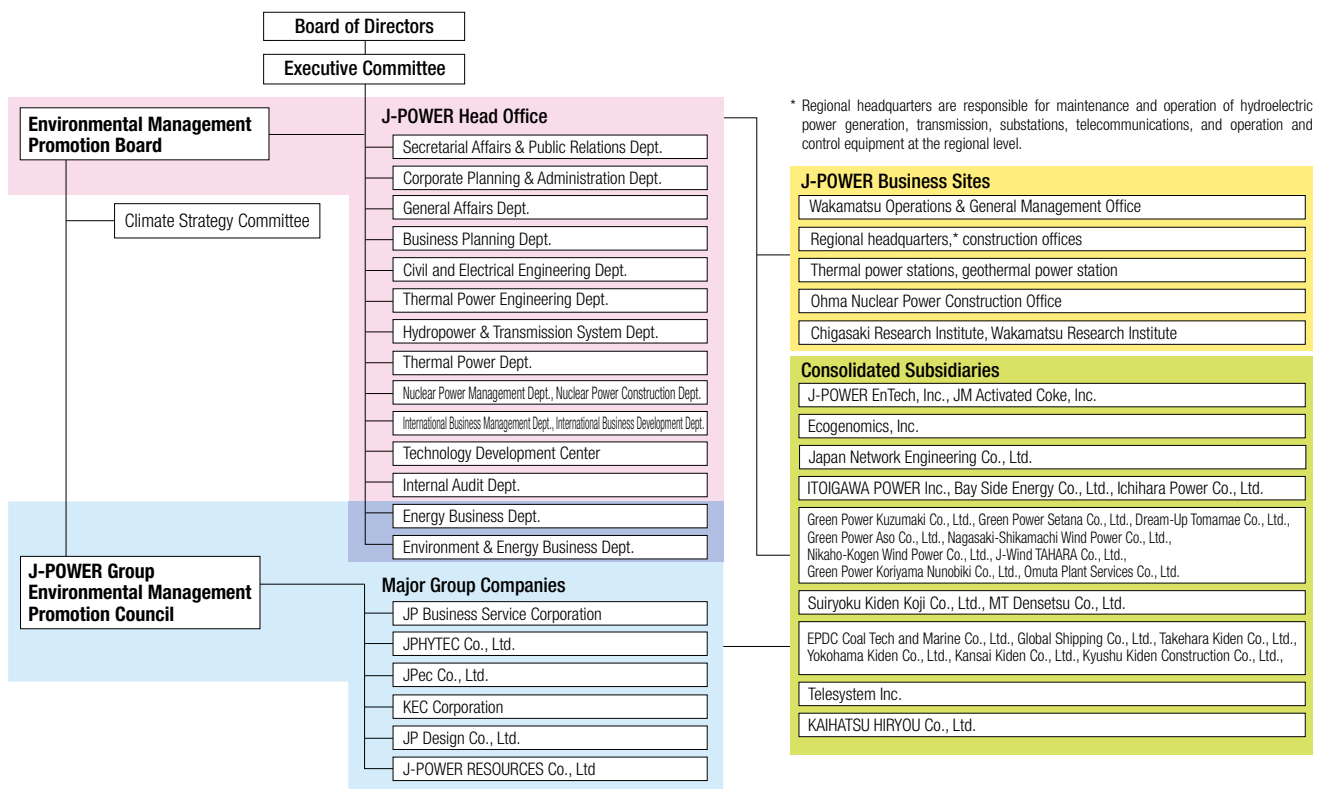 Board of Directors
Executive Committee
Environmental Management
Promotion Board
Climate Strategy Committee
J-POWER Group
Environmental Management
Promotion Council
J-POWER Head Office
Secretarial Affairs & Public Relations Dept.
Corporate Planning & Administration Dept.
General Affairs Dept.
Business Planning Dept.
Civil and Electrical Engineering Dept.
Thermal Power Engineering Dept.
Hydropower & Transmission System Dept.
Thermal Power Dept.
Nuclear Power Management Dept., Nuclear Power Construction Dept.
International Business Management Dept., International Business Development Dept.
Technology Development Center
Internal Audit Dept.
Energy Business Dept.
Environment & Energy Business Dept.
Major Group Companies
JP Business Service Corporation
JPHYTEC Co., Ltd.
JPec Co., Ltd.
KEC Corporation
JP Design Co., Ltd.
J-POWER RESOURCES Co., Ltd
* Regional headquarters are responsible for maintenance and operation of hydroelectric
power generation, transmission, substations, telecommunications, and operation and
control equipment at the regional level.
J-POWER Business Sites
Wakamatsu Operations & General Management Office
Regional headquarters,* construction offices
Thermal power stations, geothermal power station
Ohma Nuclear Power Construction Office
Chigasaki Research Institute, Wakamatsu Research Institute
Consolidated Subsidiaries
J-POWER EnTech, Inc., JM Activated Coke, Inc.
Ecogenomics, Inc.
Japan Network Engineering Co., Ltd.
ITOIGAWA POWER Inc., Bay Side Energy Co., Ltd., Ichihara Power Co., Ltd.
Green Power Kuzumaki Co., Ltd., Green Power Setana Co., Ltd., Dream-Up Tomamae Co., Ltd.,
Green Power Aso Co., Ltd., Nagasaki-Shikamachi Wind Power Co., Ltd.,
Nikaho-Kogen Wind Power Co., Ltd., J-Wind TAHARA Co., Ltd.,
Green Power Koriyama Nunobiki Co., Ltd., Omuta Plant Services Co., Ltd.
Suiryoku Kiden Koji Co., Ltd., MT Densetsu Co., Ltd.
EPDC Coal Tech and Marine Co., Ltd., Global Shipping Co., Ltd., Takehara Kiden Co., Ltd.,
Yokohama Kiden Co., Ltd., Kansai Kiden Co., Ltd., Kyushu Kiden Construction Co., Ltd.,
Telesystem Inc.
KAIHATSU HIRYOU Co., Ltd.